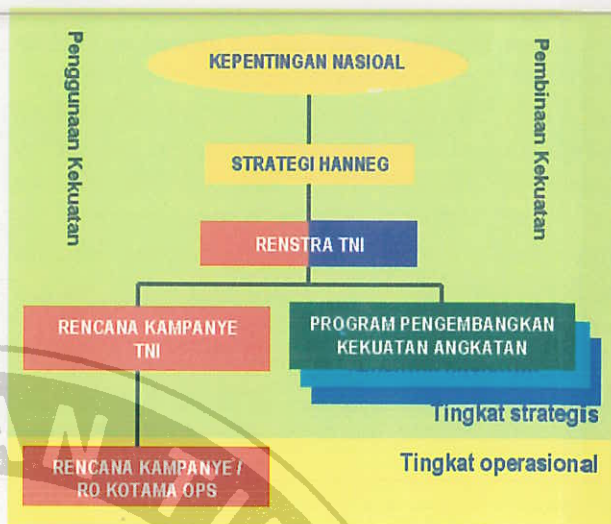 Penggunaan Kekuatan
Pembinaan Kekuatan
KEPENTINGAN NASIOAL
STRATEGI HANNEG
RENSTRA TNI
RENCANA KAMPANYE
TNI
PROGRAM PENGEMBANGKAN
KEKUATAN ANGKATAN
Tingkat strategis
Tingkat operasional
RENCANA KAMPANYE /
RO KOTAMA OPS